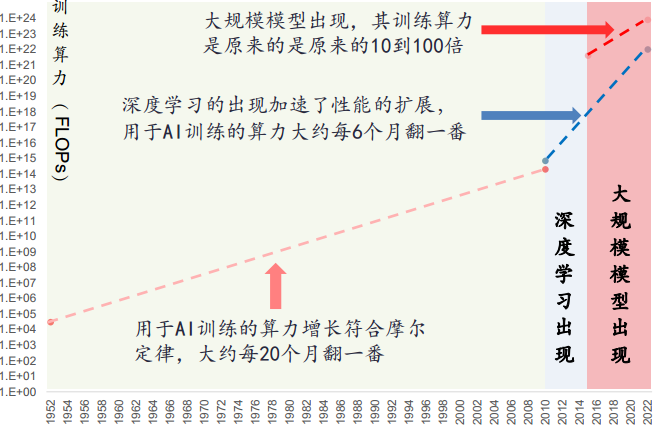 训练算力（FLOPs）
1.E+24
1.E+23
1.E+22
1.E+21
1.E+20
1.E+19
1.E+18
1.E+17
1.E+16
1.E+15
1.E+14
1.E+13
1.E+12
1.E+11
1.E+10
1.E+09
1.E+08
1.E+07
1.E+06
1.E+05
1.E+04
1.E+03
1.E+02
1.E+01
1.E+00
大规模模型出现，其训练算力
是原来的是原来的10到100倍
深度学习的出现加速了性能的扩展，
用于AI训练的算力大约每6个月翻一番
用于AI训练的算力增长符合摩尔
定律，大约每20个月翻一番
深度学习出现
大规模模型出现
1952 1954 1956 1958 1960 1962 1964 1966 1968 1970 1972 1974 1976 1978 1980 1982 1984 1986 1988 1990 1992 1994 1996 1998 2000 2002 2004 2006 2008 2010 2012 2014 2016 2018 2020 2022